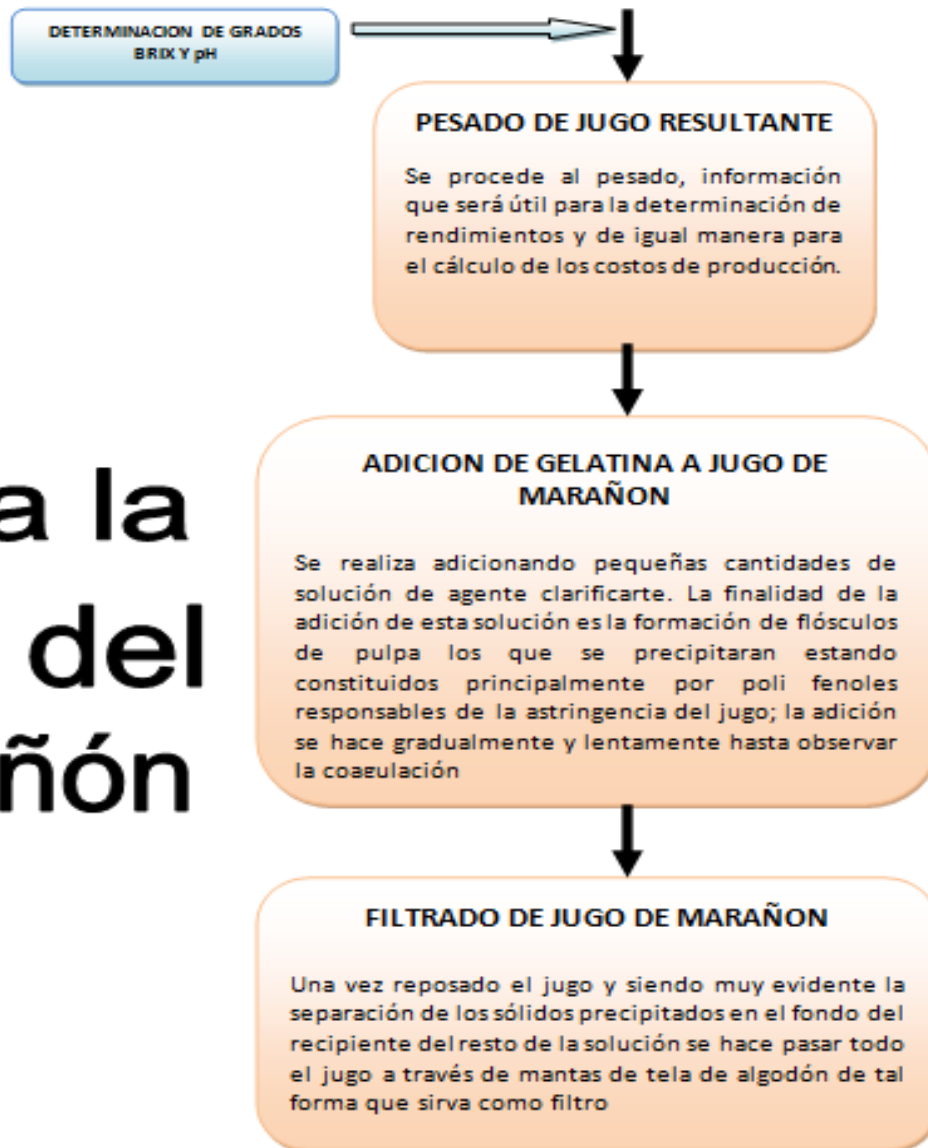 DETERMINACION DE GRADOS
BRIX Y pH
PESADO DE JUGO RESULTANTE
Se procede al pesado, información
que será útil para la determinación de
rendimientos y de igual manera para
el cálculo de los costos de producción.
a la
del
ñón
ADICION DE GELATINA A JUGO DE
MARAÑON
Se realiza adicionando pequeñas cantidades de
solución de agente clarificarte. La finalidad de la
adición de esta solución es la formación de flósculos
de pulpa los que se precipitaran estando
constituidos principalmente por poli fenoles
responsables de la astringencia del jugo; la adición
se hace gradualmente y lentamente hasta observar
la coagulación
FILTRADO DE JUGO DE MARAÑON
Una vez reposado el jugo y siendo muy evidente la
separación de los sólidos precipitados en el fondo del
recipiente del resto de la solución se hace pasar todo
el jugo a través de mantas de tela de algodón de tal
forma que sirva como filtro